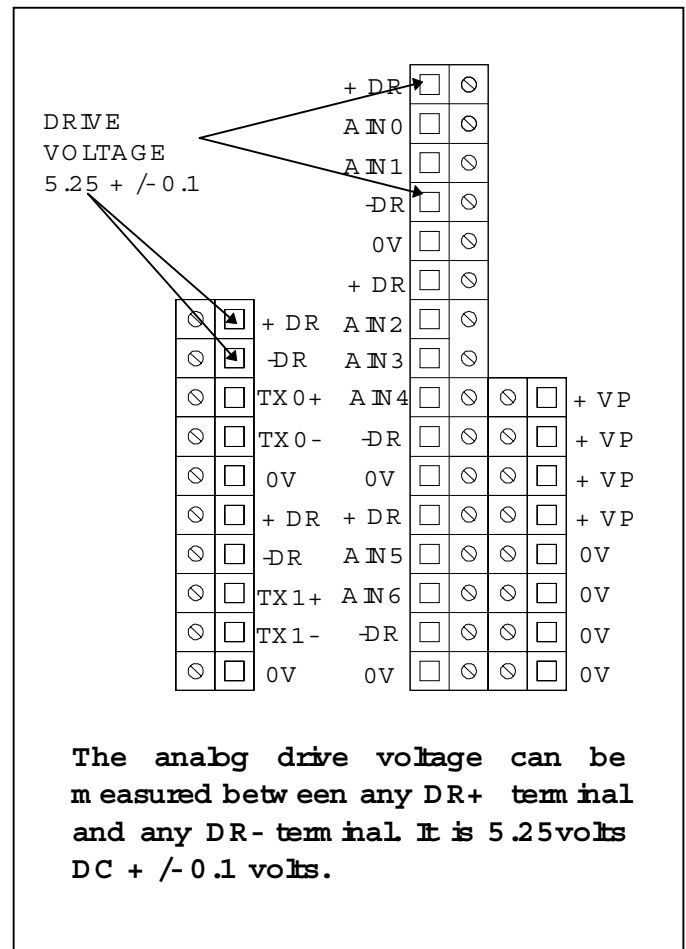 DRIVE
VOLTAGE
5.25 +/-0.1
+DR
AIN0
AIN1
-DR
0V
+DR
AIN2
AIN3
AIN4
-DR
0V
+DR
AIN5
AIN6
-DR
0V
+DR
-DR
TX0+
TX0-
0V
+DR
-DR
TX1+
TX1-
0V
+VP
+VP
+VP
+VP
0V
0V
0V
0V
The analog drive voltage can be
measured between any DR+ terminal
and any DR- terminal. It is 5.25volts
DC +/-0.1 volts.